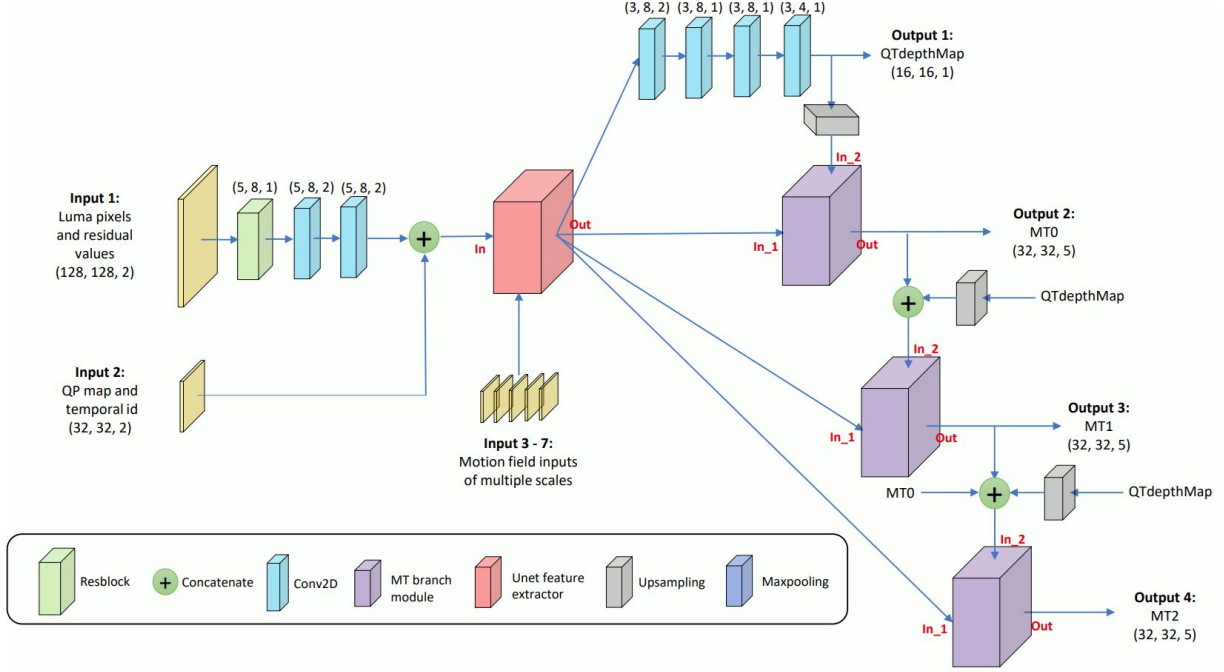 (3, 8, 2) (3, 8, 1) (3, 8, 1) (3, 4, 1)
Output 1:
QTdepthMap
(16, 16, 1)
In_2
Input 1:
Luma pixels
and residual
values
(128, 128, 2)
(5, 8, 1) (5, 8, 2) (5, 8, 2)
+
In
Out
In_1
Out
Output 2:
MT0
(32, 32, 5)
+
QTdepthMap
Input 2:
QP map and
temporal id
(32, 32, 2)
In_2
Input 3 - 7:
Motion field inputs
of multiple scales
In_1
Out
Output 3:
MT1
(32, 32, 5)
MT0
+
QTdepthMap
In_2
In_1
Out
Output 4:
MT2
(32, 32, 5)
Resblock
+
Concatenate
Conv2D
MT branch
module
Unet feature
extractor
Upsampling
Maxpooling